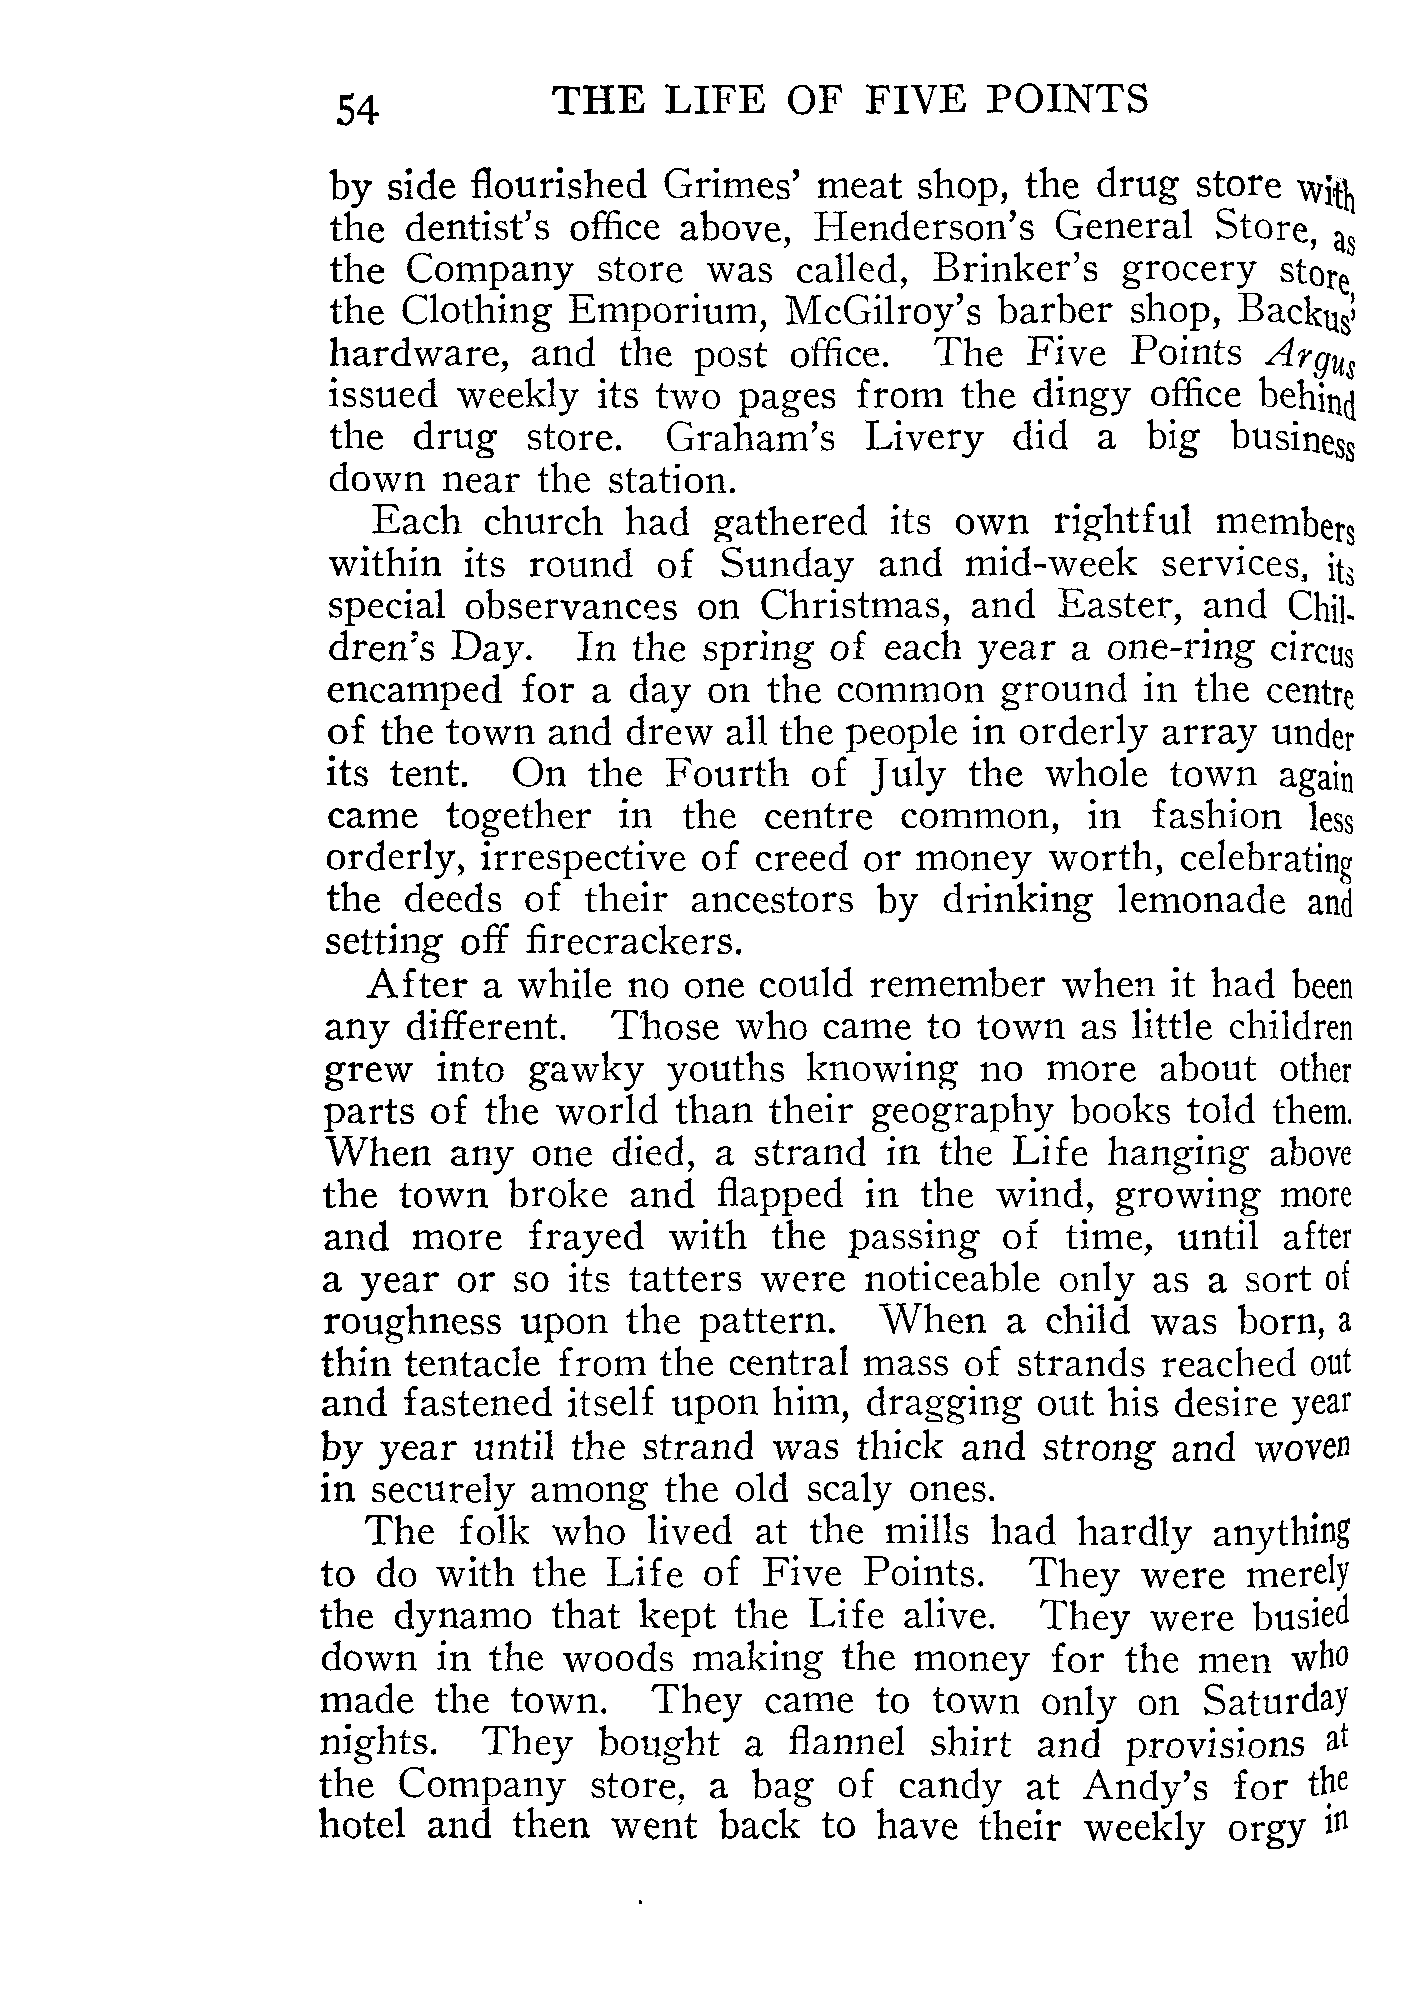 54 THE LIFE OF FIVE POINTS
by side flourished Grimes' meat shop, the drug store with
the dentist's office above, Henderson's General Store, as
the Company store was called, Brinker's grocery store,
the Clothing Emporium, McGilroy's barber shop, Backus'
hardware, and the post office. The Five Points Argus
issued weekly its two pages from the dingy office behind
the drug store. Graham's Livery did a big business
down near the station.
Each church had gathered its own rightful members
within its round of Sunday and mid-week services, its
special observances on Christmas, and Easter, and Chil-
dren's Day. In the spring of each year a one-ring circus
encamped for a day on the common ground in the centre
of the town and drew all the people in orderly array under
its tent. On the Fourth of July the whole town again
came together in the centre common, in fashion less
orderly, irrespective of creed or money worth, celebrating
the deeds of their ancestors by drinking lemonade and
setting off firecrackers.
After a while no one could remember when it had been
any different. Those who came to town as little children
grew into gawky youths knowing no more about other
parts of the world than their geography books told them.
When any one died, a strand in the Life hanging above
the town broke and flapped in the wind, growing more
and more frayed with the passing of time, until after
a year or so its tatters were noticeable only as a sort of
roughness upon the pattern. When a child was born, a
thin tentacle from the central mass of strands reached out
and fastened itself upon him, dragging out his desire year
by year until the strand was thick and strong and woven
in securely among the old scaly ones.
The folk who lived at the mills had hardly anything
to do with the Life of Five Points. They were merely
the dynamo that kept the Life alive. They were busied
down in the woods making the money for the men who
made the town. They came to town only on Saturday
nights. They bought a flannel shirt and provisions at
the Company store, a bag of candy at Andy's for the
hotel and then went back to have their weekly orgy in